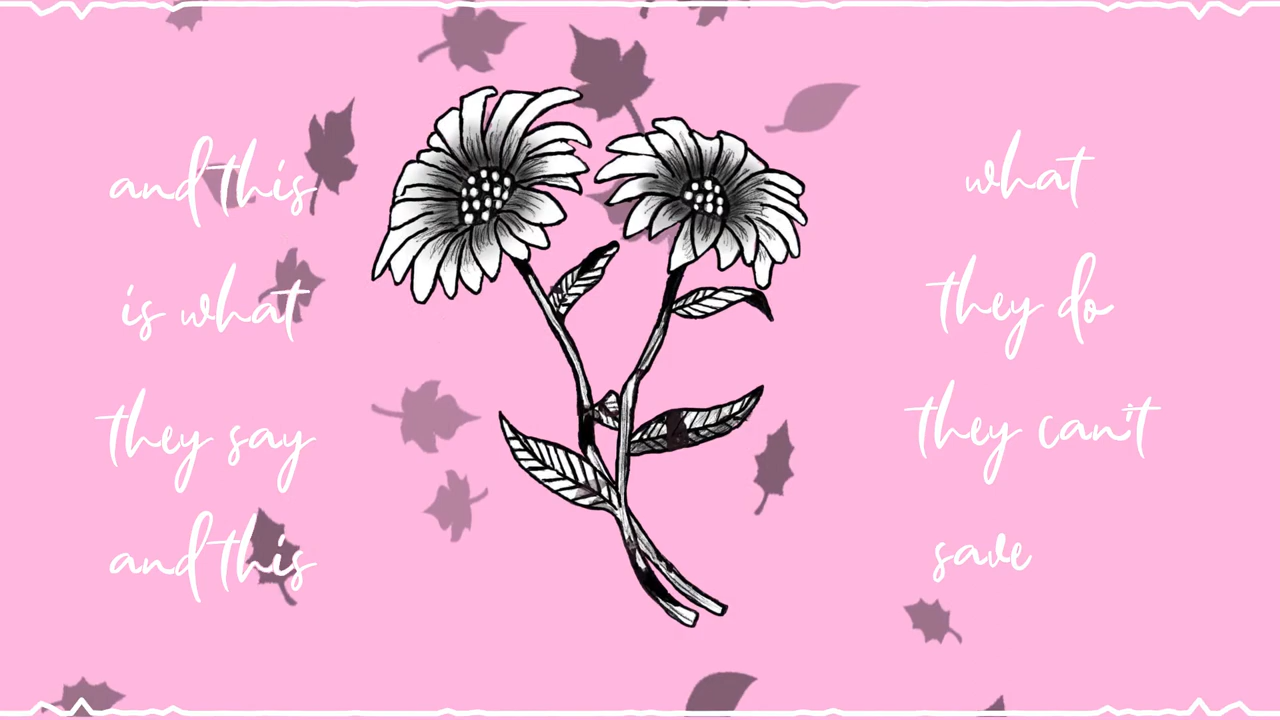 and this
is what
they say
and this
what
they do
they can't
save